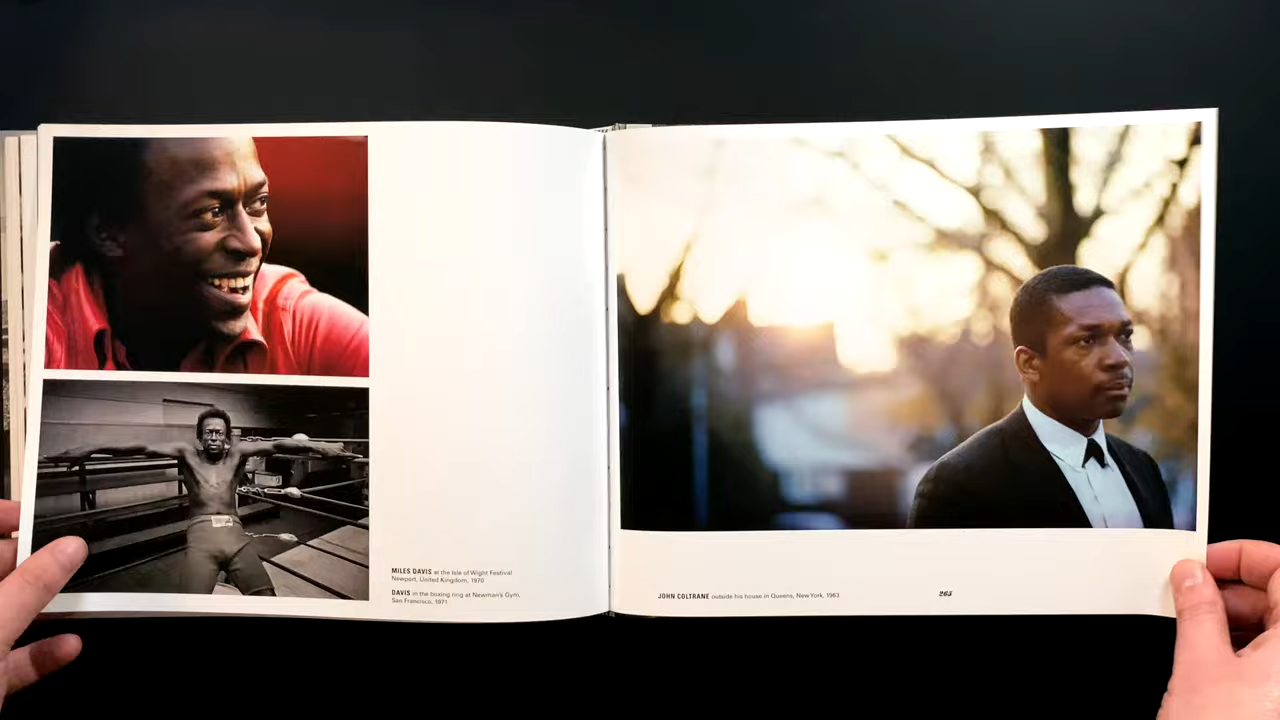 MILES DAVIS at the Isle of Wight Festival
Newport, United Kingdom, 1970
DAVIS in the boxing ring at Newman's Gym,
San Francisco, 1971
JOHN COLTRANE outside his house in Queens, New York, 1963
265